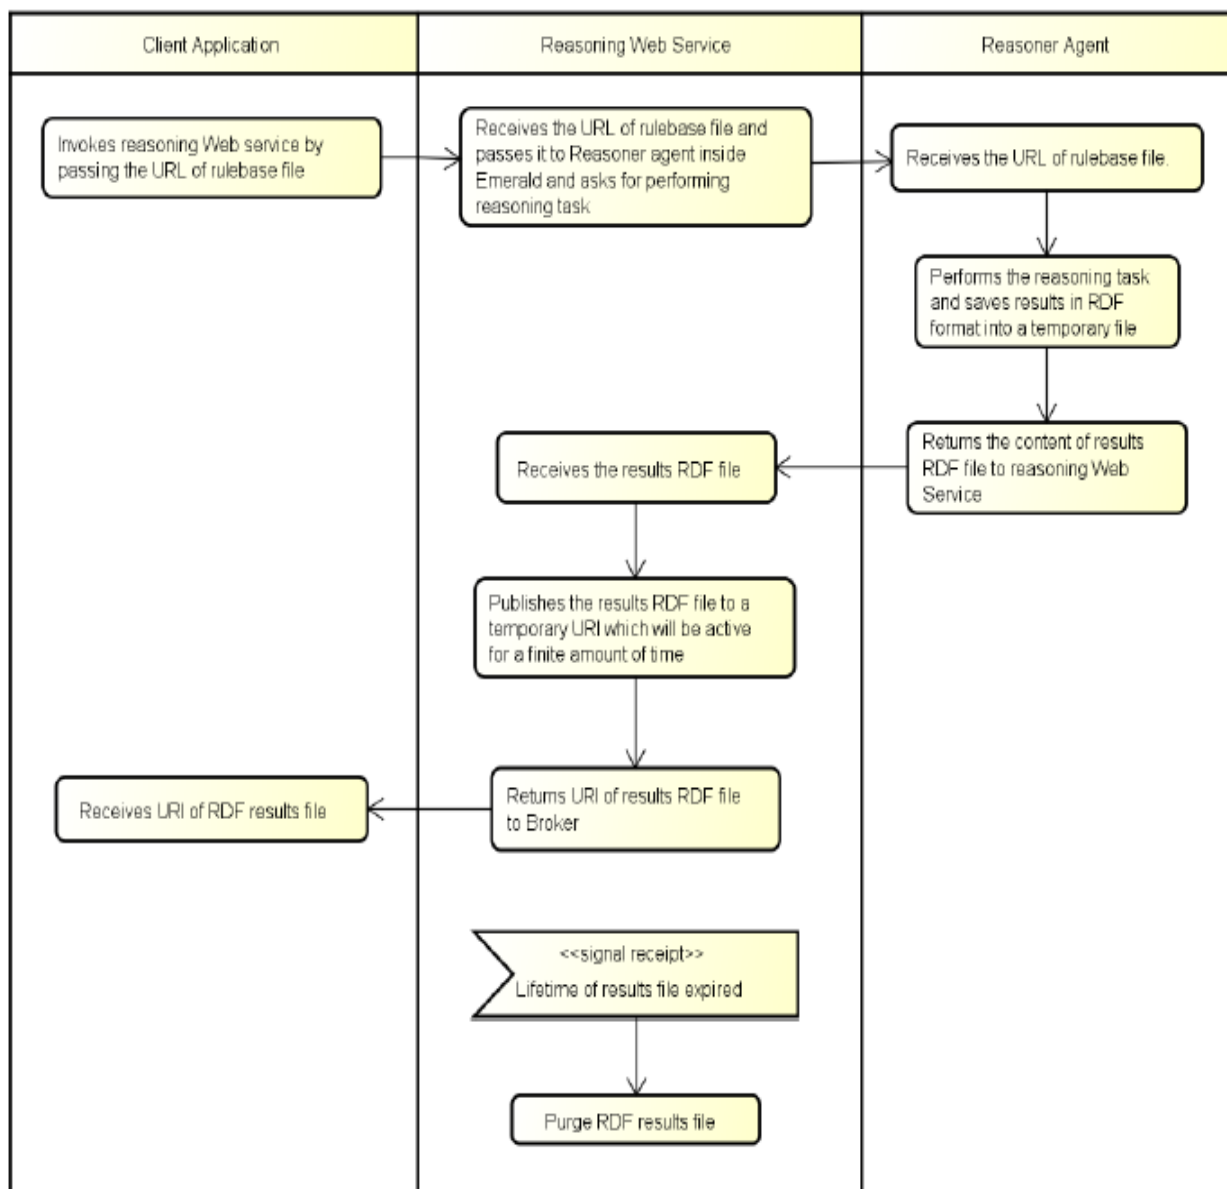 Client Application
Reasoning Web Service
Reasoner Agent
Invokes reasoning Web service by
passing the URL of rulebase file
Receives the URL of rulebase file and
passes it to Reasoner agent inside
Emerald and asks for performing
reasoning task
Receives the URL of rulebase file.
Performs the reasoning task
and saves results in RDF
format into a temporary file
Returns the content of results
RDF file to reasoning Web
Service
Receives the results RDF file
Publishes the results RDF file to a
temporary URI which will be active
for a finite amount of time
Returns URI of results RDF file
to Broker
Receives URI of RDF results file
<<signal receipt>>
Lifetime of results file expired
Purge RDF results file